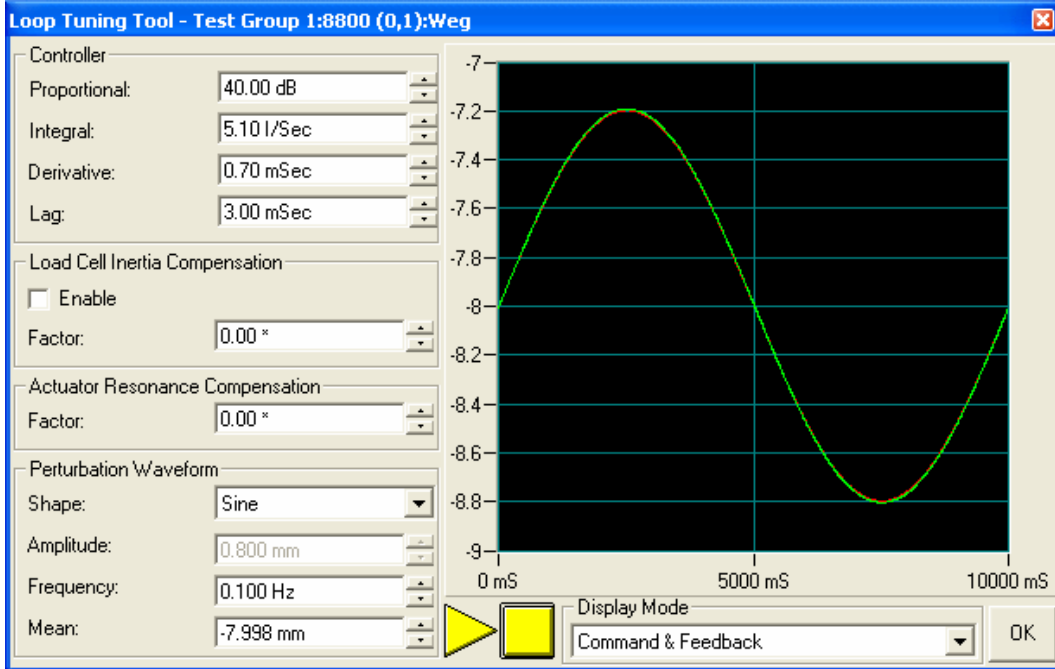 Loop Tuning Tool - Test Group 1:8800 (0,1):Weg
Controller
Proportional: 40.00 dB
Integral: 5.10 I/Sec
Derivative: 0.70 mSec
Lag: 3.00 mSec
Load Cell Inertia Compensation
Enable
Factor: 0.00 *
Actuator Resonance Compensation
Factor: 0.00 *
Perturbation Waveform
Shape: Sine
Amplitude: 0.800 mm
Frequency: 0.100 Hz
Mean: -7.998 mm
-7
-7.2
-7.4
-7.6
-7.8
-8
-8.2
-8.4
-8.6
-8.8
-9
0 mS 5000 mS 10000 mS
Display Mode
Command & Feedback
OK